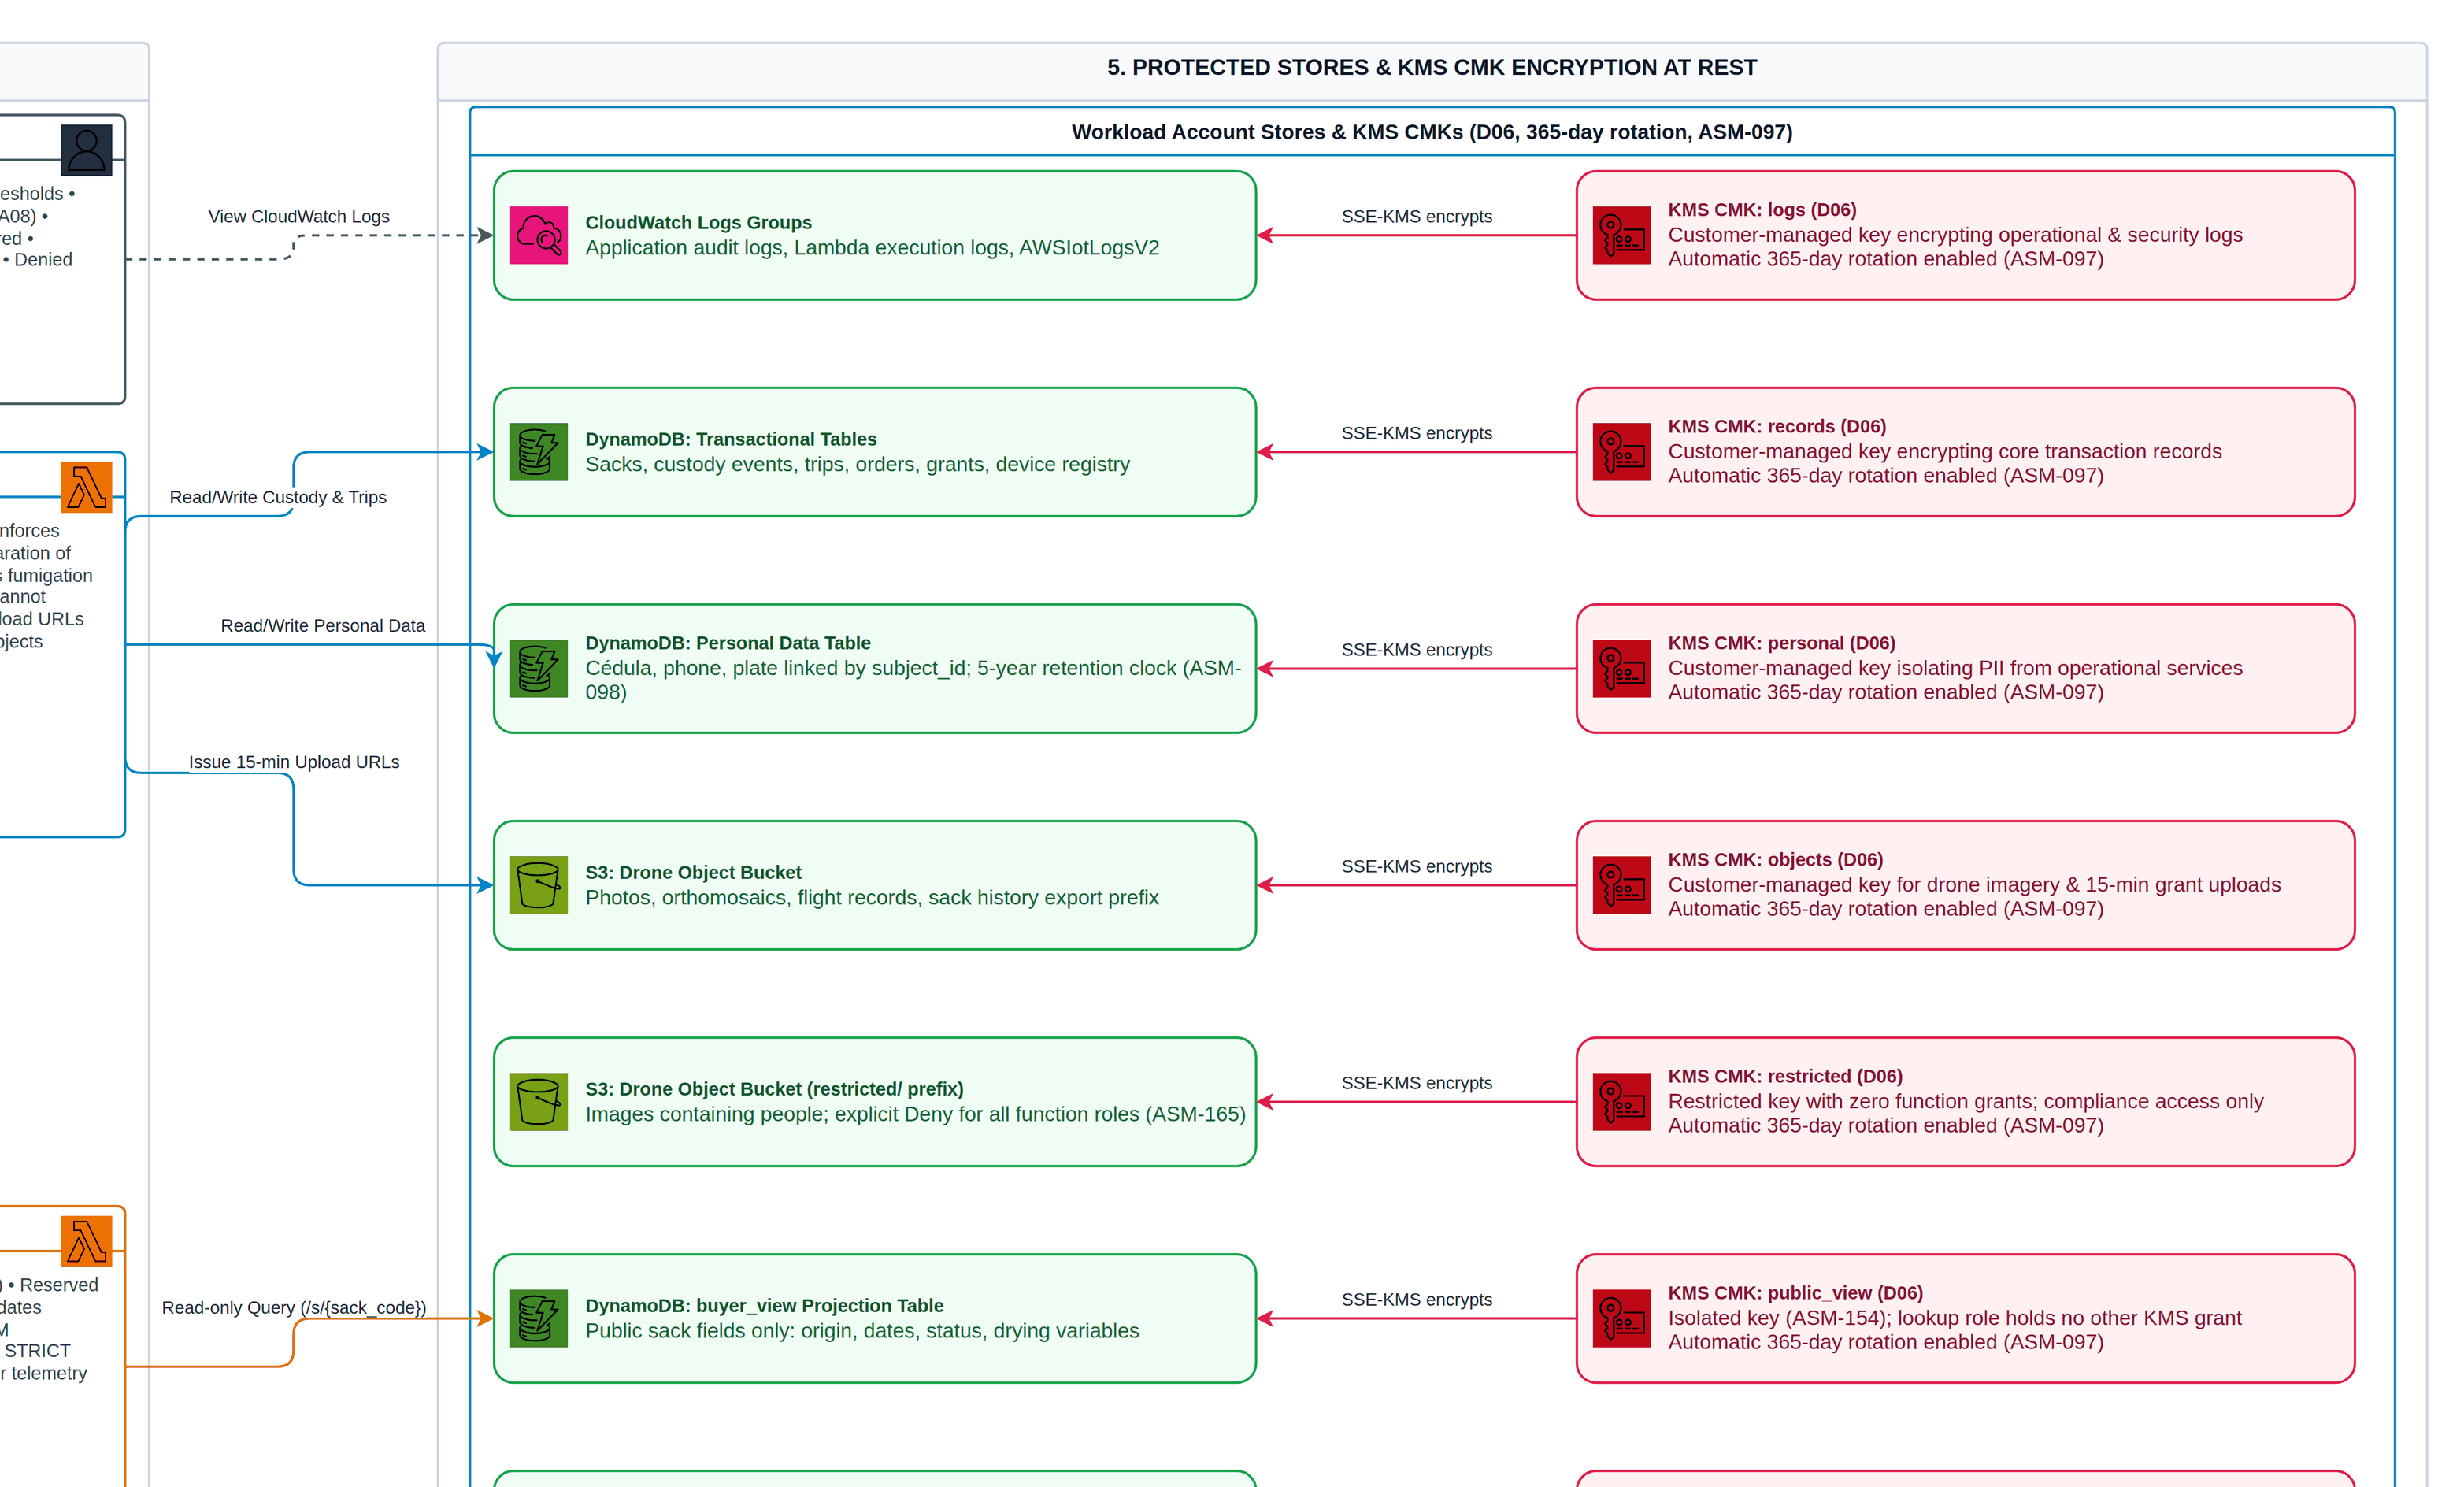 5. PROTECTED STORES & KMS CMK ENCRYPTION AT REST
Workload Account Stores & KMS CMKs (D06, 365-day rotation, ASM-097)
esholds •
A08) •
red •
• Denied
View CloudWatch Logs
CloudWatch Logs Groups
Application audit logs, Lambda execution logs, AWSIotLogsV2
SSE-KMS encrypts
KMS CMK: logs (D06)
Customer-managed key encrypting operational & security logs
Automatic 365-day rotation enabled (ASM-097)
Read/Write Custody & Trips
DynamoDB: Transactional Tables
Sacks, custody events, trips, orders, grants, device registry
SSE-KMS encrypts
KMS CMK: records (D06)
Customer-managed key encrypting core transaction records
Automatic 365-day rotation enabled (ASM-097)
nforces
aration of
s fumigation
annot
load URLs
bjects
Read/Write Personal Data
DynamoDB: Personal Data Table
Cédula, phone, plate linked by subject_id; 5-year retention clock (ASM-
098)
SSE-KMS encrypts
KMS CMK: personal (D06)
Customer-managed key isolating PII from operational services
Automatic 365-day rotation enabled (ASM-097)
Issue 15-min Upload URLs
S3: Drone Object Bucket
Photos, orthomosaics, flight records, sack history export prefix
SSE-KMS encrypts
KMS CMK: objects (D06)
Customer-managed key for drone imagery & 15-min grant uploads
Automatic 365-day rotation enabled (ASM-097)
S3: Drone Object Bucket (restricted/ prefix)
Images containing people; explicit Deny for all function roles (ASM-165)
SSE-KMS encrypts
KMS CMK: restricted (D06)
Restricted key with zero function grants; compliance access only
Automatic 365-day rotation enabled (ASM-097)
) • Reserved
dates
M
STRICT
r telemetry
Read-only Query (/s/{sack_code})
DynamoDB: buyer_view Projection Table
Public sack fields only: origin, dates, status, drying variables
SSE-KMS encrypts
KMS CMK: public_view (D06)
Isolated key (ASM-154); lookup role holds no other KMS grant
Automatic 365-day rotation enabled (ASM-097)